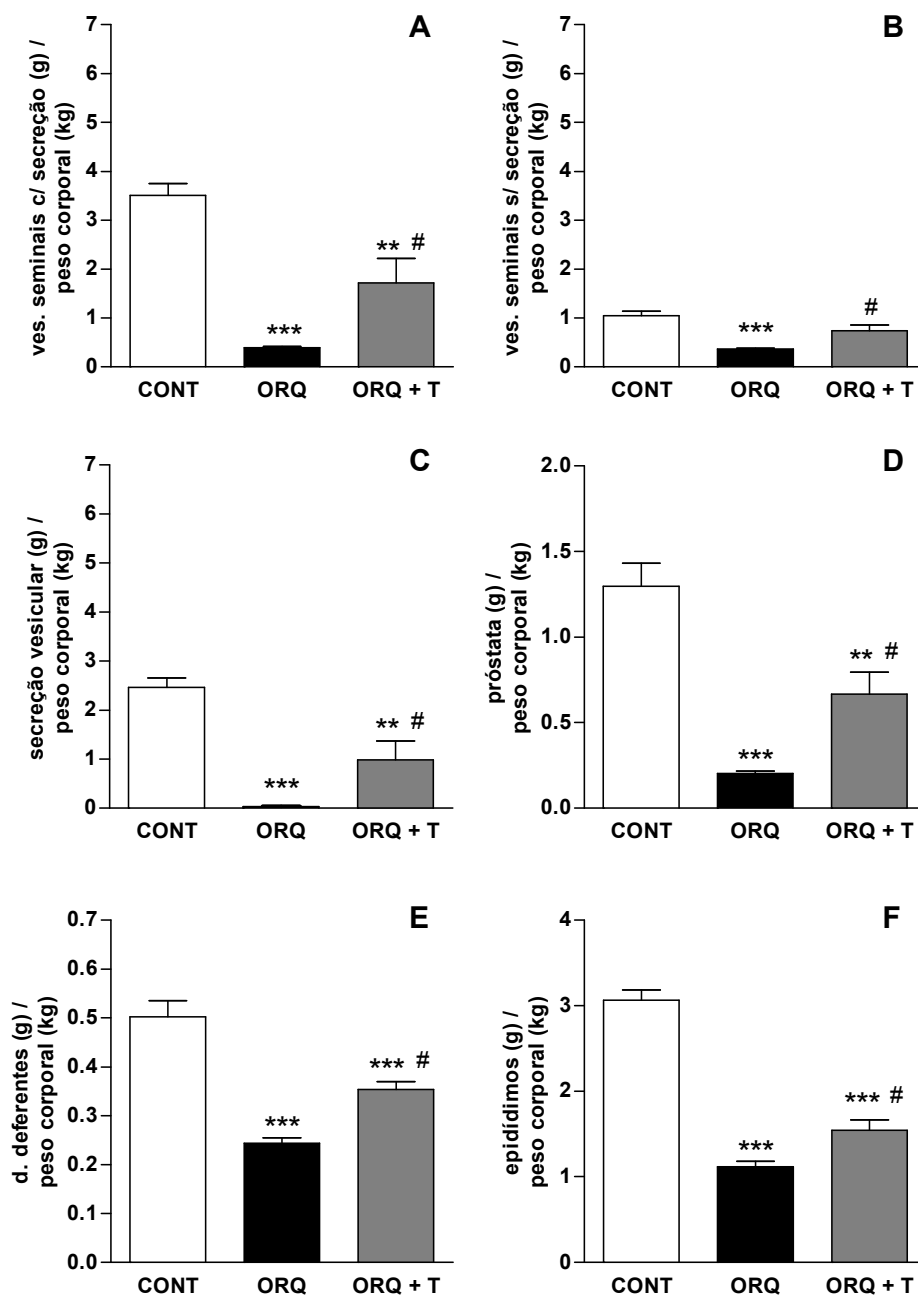 A
ves. seminais c/ secreção (g) /
peso corporal (kg)
7
6
5
4
3
2
1
0
** #
***
CONT
ORQ
ORQ + T
B
ves. seminais s/ secreção (g) /
peso corporal (kg)
7
6
5
4
3
2
1
0
***
#
CONT
ORQ
ORQ + T
C
secreção vesicular (g) /
peso corporal (kg)
7
6
5
4
3
2
1
0
***
** #
CONT
ORQ
ORQ + T
D
próstata (g) /
peso corporal (kg)
2.0
1.5
1.0
0.5
0.0
***
** #
CONT
ORQ
ORQ + T
E
d. deferentes (g) /
peso corporal (kg)
0.7
0.6
0.5
0.4
0.3
0.2
0.1
0.0
***
*** #
CONT
ORQ
ORQ + T
F
epidídimos (g) /
peso corporal (kg)
4
3
2
1
0
***
*** #
CONT
ORQ
ORQ + T